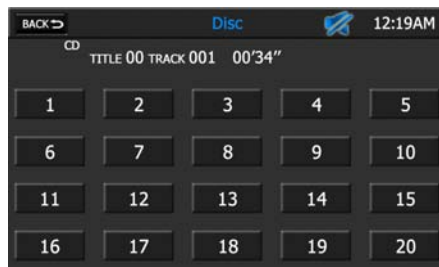 BACK Disc 12:19AM
CD
TITLE 00 TRACK 001 00'34"
1 2 3 4 5
6 7 8 9 10
11 12 13 14 15
16 17 18 19 20